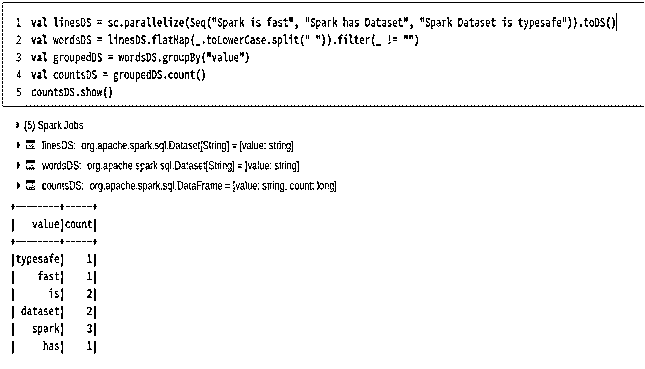 1 val linesDS = sc.parallelize(Seq("Spark is fast", "Spark has Dataset", "Spark Dataset is typesafe")).toDS()
2 val wordsDS = linesDS.flatMap(_.toLowerCase.split(" ")).filter(_ != "")
3 val groupedDS = wordsDS.groupBy("value")
4 val countsDS = groupedDS.count()
5 countsDS.show()
(5) Spark Jobs
linesDS: org.apache.spark.sql.Dataset[String] = [value: string]
wordsDS: org.apache.spark.sql.Dataset[String] = [value: string]
countsDS: org.apache.spark.sql.DataFrame = [value: string, count: long]
+--------+-----+
|   value|count|
+--------+-----+
|typesafe|    1|
|    fast|    1|
|      is|    2|
| dataset|    2|
|   spark|    3|
|     has|    1|